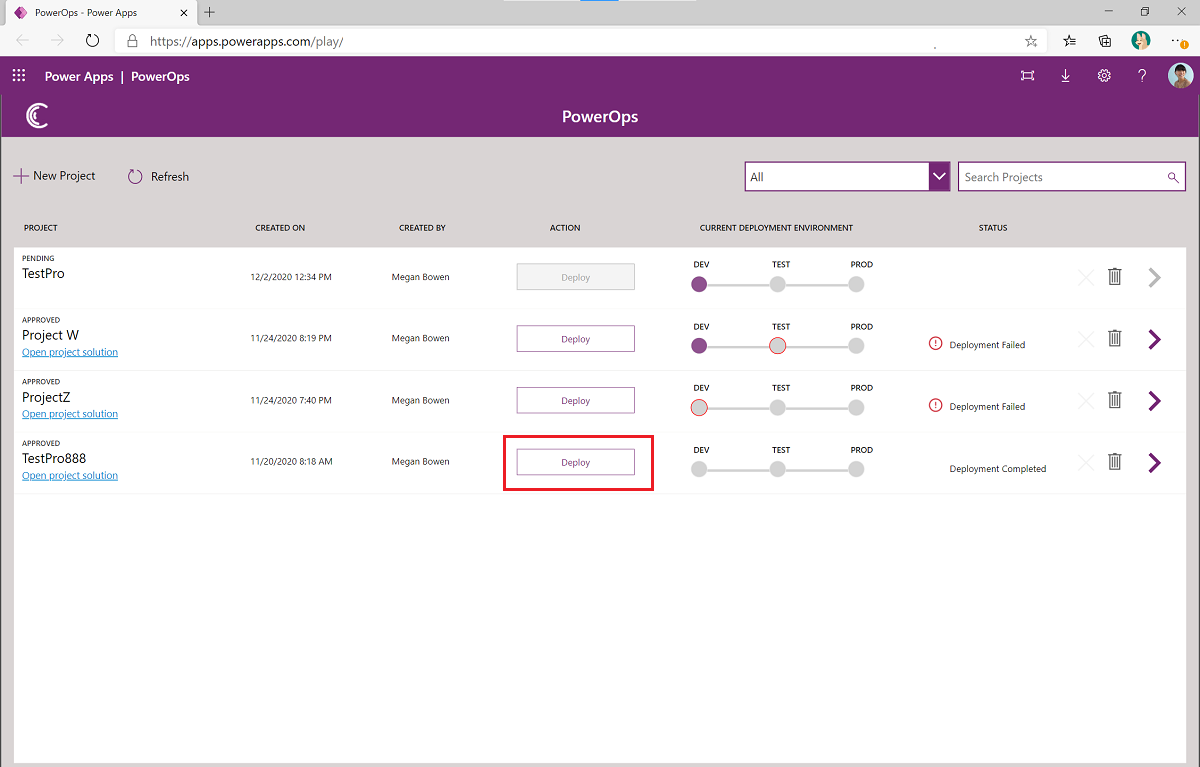 PowerOps - Power Apps
https://apps.powerapps.com/play/
Power Apps | PowerOps
?
PowerOps
New Project
Refresh
All
Search Projects
PROJECT CREATED ON CREATED BY ACTION CURRENT DEPLOYMENT ENVIRONMENT STATUS
PENDING
TestPro
12/2/2020 12:34 PM
Megan Bowen
Deploy
DEV TEST PROD
APPROVED
Project W
Open project solution
11/24/2020 8:19 PM
Megan Bowen
Deploy
DEV TEST PROD
Deployment Failed
APPROVED
ProjectZ
Open project solution
11/24/2020 7:40 PM
Megan Bowen
Deploy
DEV TEST PROD
Deployment Failed
APPROVED
TestPro888
Open project solution
11/20/2020 8:18 AM
Megan Bowen
Deploy
DEV TEST PROD
Deployment Completed